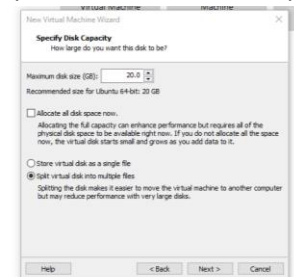 Virtual Machine Machine
New Virtual Machine Wizard
Specify Disk Capacity
How large do you want this disk to be?
Maximum disk size (GB): 20.0
Recommended size for Ubuntu 64-bit: 20 GB
Allocate all disk space now.
Allocating the full capacity can enhance performance but requires all of the
physical disk space to be available right now. If you do not allocate all the space
now, the virtual disk starts small and grows as you add data to it.
Store virtual disk as a single file
Split virtual disk into multiple files
Splitting the disk makes it easier to move the virtual machine to another computer
but may reduce performance with very large disks.
Help < Back Next > Cancel